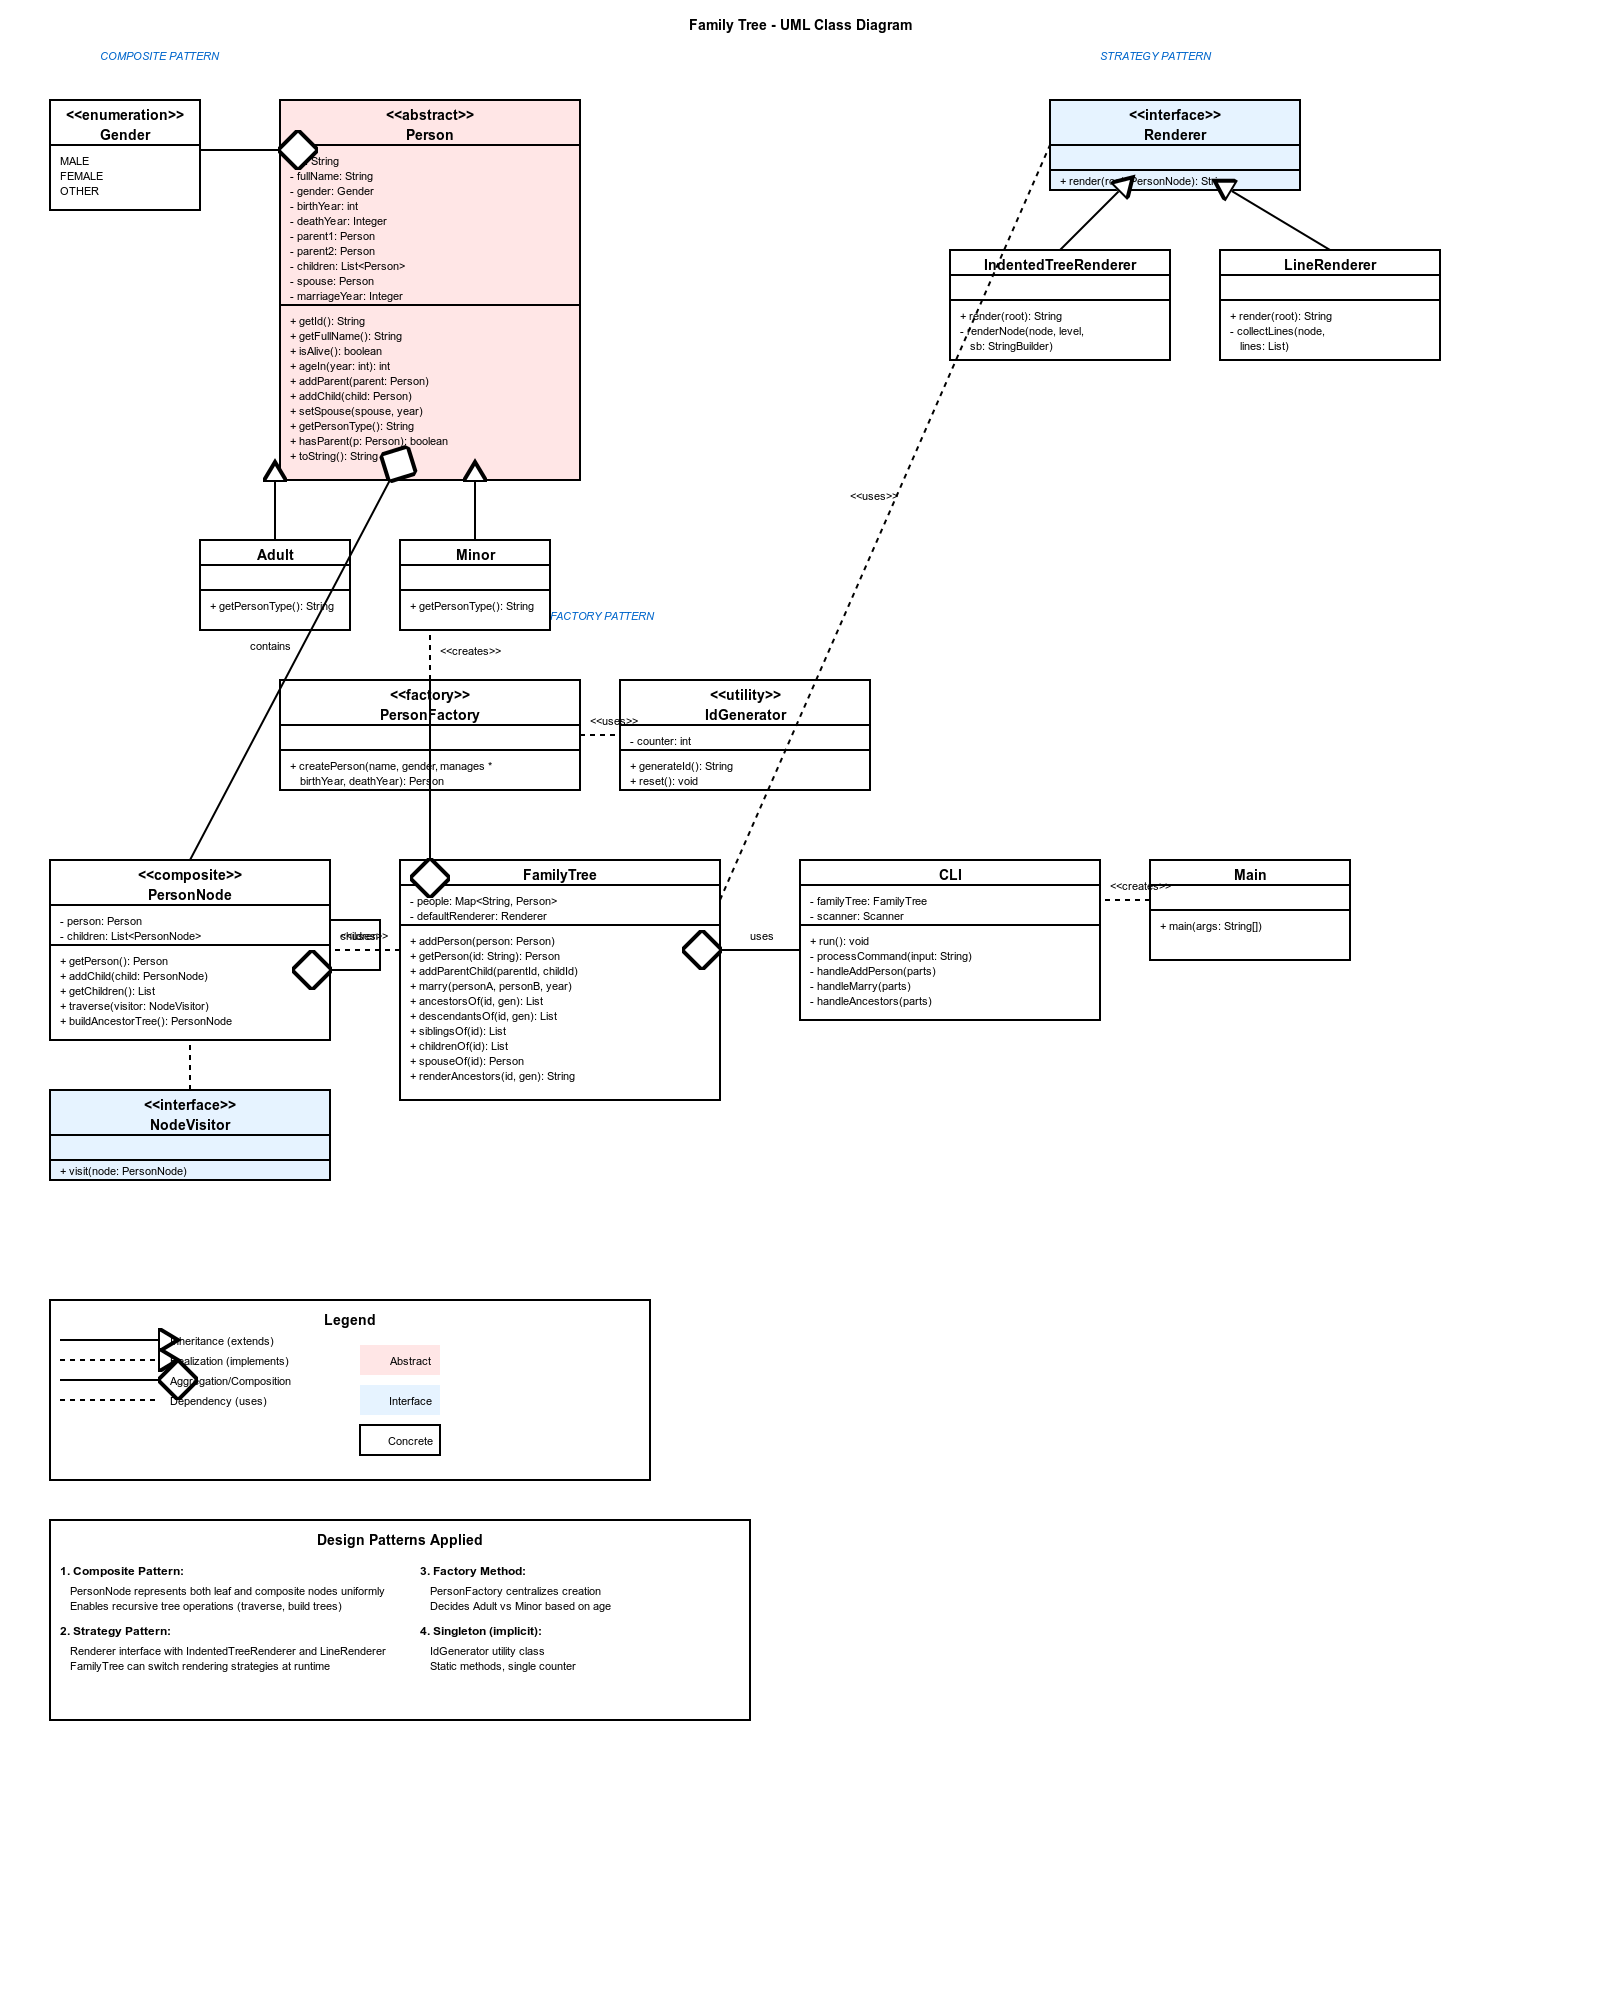 Family Tree - UML Class Diagram
COMPOSITE PATTERN
STRATEGY PATTERN
<<enumeration>>
Gender
MALE
FEMALE
OTHER
<<abstract>>
Person
String
- fullName: String
- gender: Gender
- birthYear: int
- deathYear: Integer
- parent1: Person
- parent2: Person
- children: List<Person>
- spouse: Person
- marriageYear: Integer
+ getId(): String
+ getFullName(): String
+ isAlive(): boolean
+ ageIn(year: int): int
+ addParent(parent: Person)
+ addChild(child: Person)
+ setSpouse(spouse, year)
+ getPersonType(): String
+ hasParent(p: Person): boolean
+ toString(): String
<<interface>>
Renderer
+ render( PersonNode):
IndentedTreeRenderer
+ render(root): String
- renderNode(node, level,
sb: StringBuilder)
LineRenderer
+ render(root): String
- collectLines(node,
lines: List)
<<uses>>
Adult
+ getPersonType(): String
Minor
+ getPersonType(): String
FACTORY PATTERN
contains
<<creates>>
<<factory>>
PersonFactory
+ createPerson(name, gender,
birthYear, deathYear): Person
manages *
<<uses>>
<<utility>>
IdGenerator
- counter: int
+ generateId(): String
+ reset(): void
<<composite>>
PersonNode
- person: Person
- children: List<PersonNode>
+ getPerson(): Person
+ addChild(child: PersonNode)
+ getChildren(): List
+ traverse(visitor: NodeVisitor)
+ buildAncestorTree(): PersonNode
FamilyTree
- people: Map<String, Person>
- defaultRenderer: Renderer
+ addPerson(person: Person)
+ getPerson(id: String): Person
+ addParentChild(parentId, childId)
+ marry(personA, personB, year)
+ ancestorsOf(id, gen): List
+ descendantsOf(id, gen): List
+ siblingsOf(id): List
+ childrenOf(id): List
+ spouseOf(id): Person
+ renderAncestors(id, gen): String
uses
CLI
- familyTree: FamilyTree
- scanner: Scanner
+ run(): void
- processCommand(input: String)
- handleAddPerson(parts)
- handleMarry(parts)
- handleAncestors(parts)
<<creates>>
Main
+ main(args: String[])
<<interface>>
NodeVisitor
+ visit(node: PersonNode)
Legend
Inheritance (extends)
Realization (implements)
Aggregation/Composition
Dependency (uses)
Abstract
Interface
Concrete
Design Patterns Applied
1. Composite Pattern:
PersonNode represents both leaf and composite nodes uniformly
Enables recursive tree operations (traverse, build trees)
2. Strategy Pattern:
Renderer interface with IndentedTreeRenderer and LineRenderer
FamilyTree can switch rendering strategies at runtime
3. Factory Method:
PersonFactory centralizes creation
Decides Adult vs Minor based on age
4. Singleton (implicit):
IdGenerator utility class
Static methods, single counter